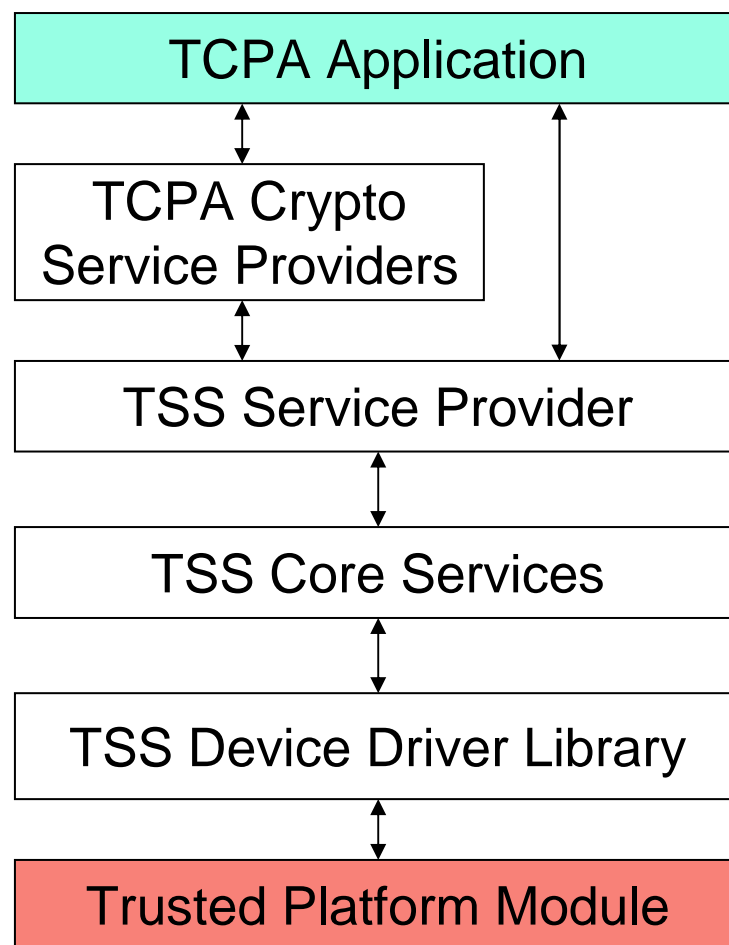 TCPA Application
TCPA Crypto
Service Providers
TSS Service Provider
TSS Core Services
TSS Device Driver Library
Trusted Platform Module